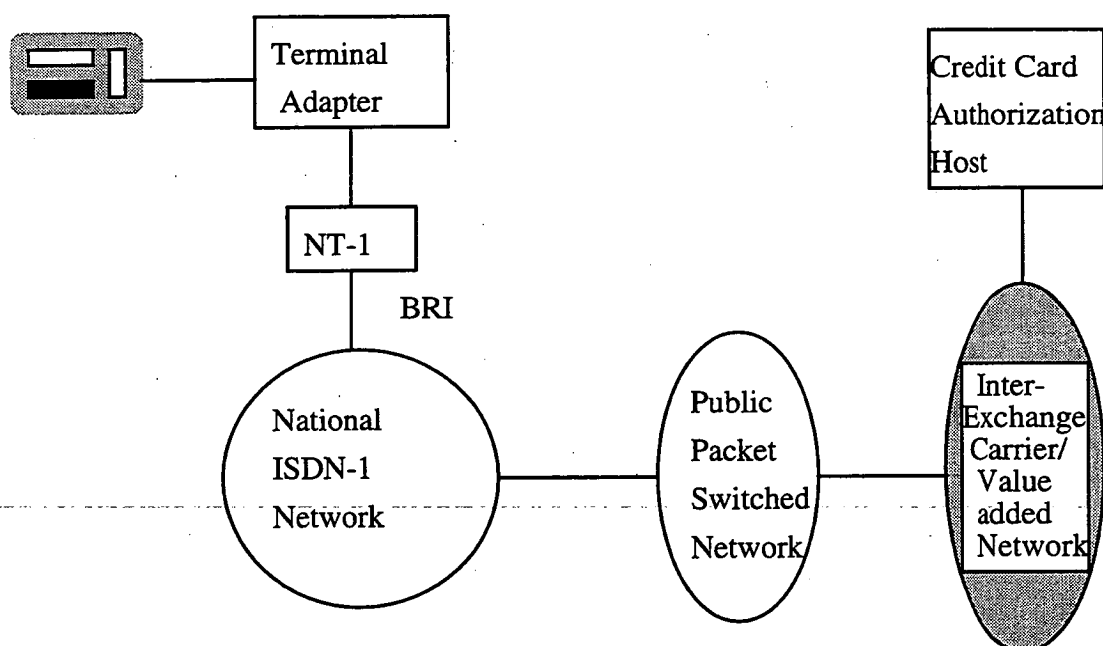 Terminal
Adapter
NT-1
BRI
National
ISDN-1
Network
Public
Packet
Switched
Network
Credit Card
Authorization
Host
Inter-
Exchange
Carrier/
Value
added
Network